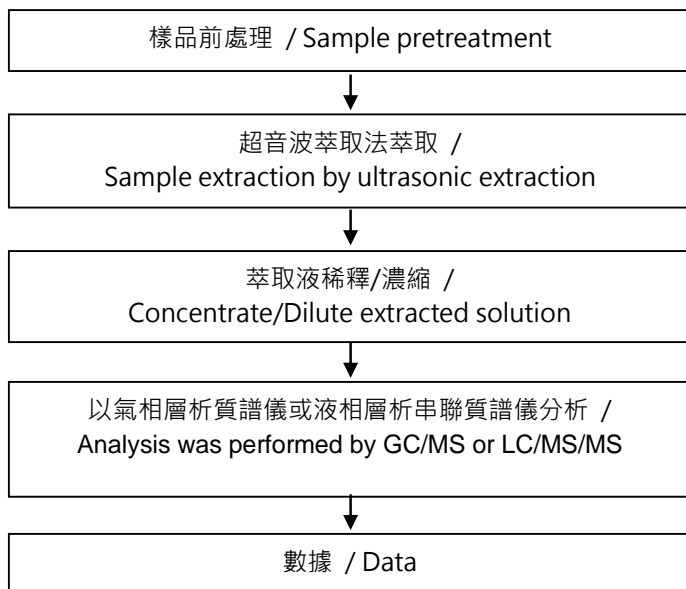 樣品前處理 / Sample pretreatment
超音波萃取法萃取 /
Sample extraction by ultrasonic extraction
萃取液稀釋/濃縮 /
Concentrate/Dilute extracted solution
以氣相層析質譜儀或液相層析串聯質譜儀分析 /
Analysis was performed by GC/MS or LC/MS/MS
數據 / Data